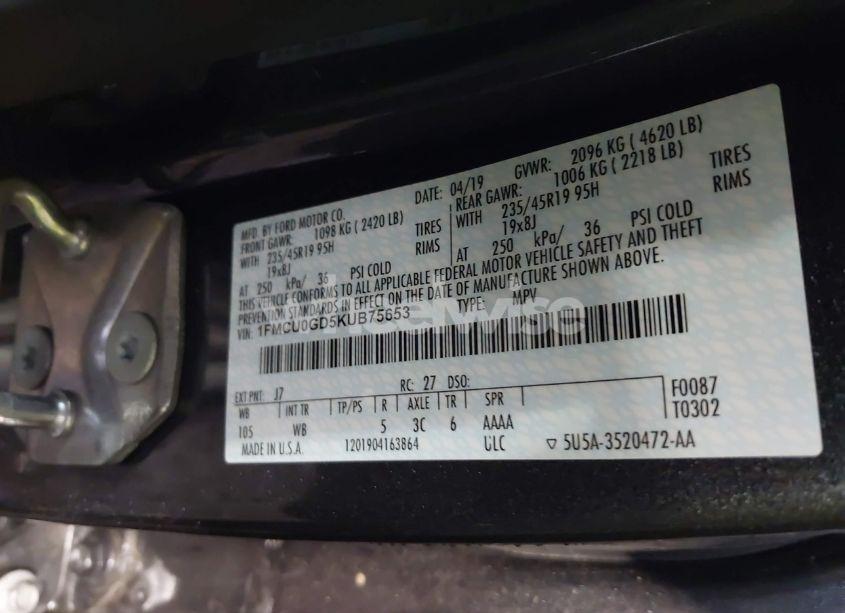 MFD. BY FORD MOTOR CO.
DATE: 04/19 GVWR: 2096 KG ( 4620 LB)
FRONT GAWR: 1098 KG ( 2420 LB) REAR GAWR: 1006 KG ( 2218 LB)
WITH 235/45R19 95H TIRES WITH 235/45R19 95H TIRES
19x8J RIMS 19x8J RIMS
AT 250 kPa/ 36 PSI COLD AT 250 kPa/ 36 PSI COLD
THIS VEHICLE CONFORMS TO ALL APPLICABLE FEDERAL MOTOR VEHICLE SAFETY AND THEFT
PREVENTION STANDARDS IN EFFECT ON THE DATE OF MANUFACTURE SHOWN ABOVE.
VIN: 1FMCU0GD5KUB75653 TYPE: MPV
EXT PNT: J7 RC: 27 DSO:
WB INT TR TP/PS R AXLE TR SPR F0087
105 WB 5 3C 6 AAAA T0302
MADE IN U.S.A. 1201904163864 ULC ▽ 5U5A-3520472-AA